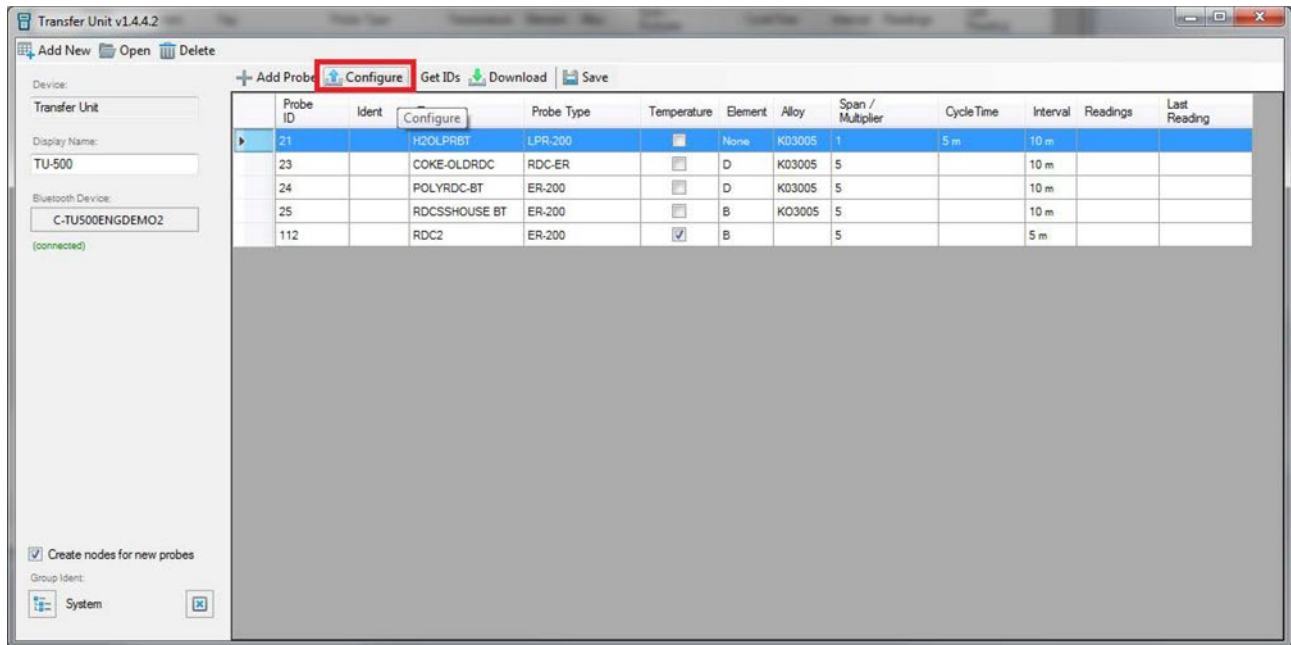 Transfer Unit v1.4.4.2
Add New Open Delete
Add Probe Configure Get IDs Download Save
Device:
Transfer Unit
Display Name:
TU-500
Bluetooth Device:
C-TU500ENGDEMO2
(connected)
Probe ID Ident Probe Type Temperature Element Alloy Span / Multiplier CycleTime Interval Readings Last Reading
Configure
21 H2OLPRBT LPR-200 None K03005 1 5 m 10 m
23 COKE-OLDRDC RDC-ER D K03005 5 10 m
24 POLYRDC-BT ER-200 D K03005 5 10 m
25 RDCSSHOUSE BT ER-200 B KO3005 5 10 m
112 RDC2 ER-200 B 5 5 m
Create nodes for new probes
Group Ident:
System